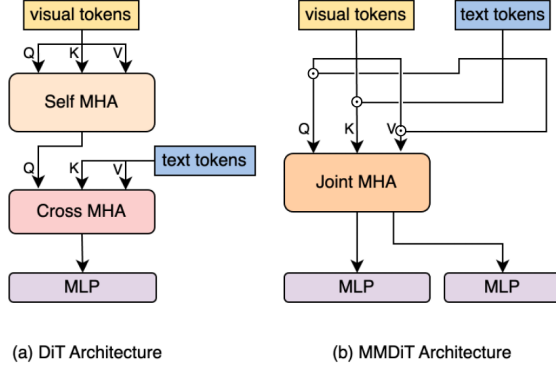 visual tokens
Q K V
Self MHA
Q K V
text tokens
Cross MHA
MLP
(a) DiT Architecture
visual tokens
text tokens
Q K V
Joint MHA
MLP
MLP
(b) MMDiT Architecture